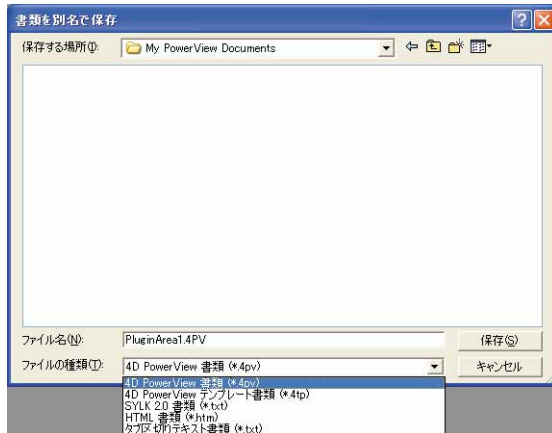 書類を別名で保存
保存する場所(I):
My PowerView Documents
ファイル名(N):
PluginArea1.4PV
保存(S)
ファイルの種類(T):
4D PowerView 書類 (*.4pv)
キャンセル
4D PowerView 書類 (*.4pv)
4D PowerView テンプレート書類 (*.4tp)
SYLK 2.0 書類 (*.txt)
HTML 書類 (*.htm)
タブ区切りテキスト書類 (*.txt)